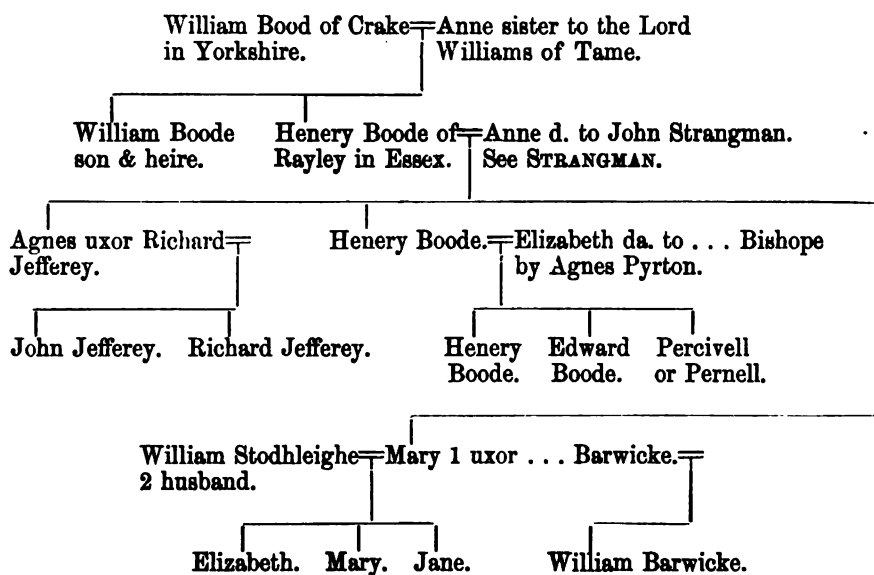 William Bood of Crake=Anne sister to the Lord
in Yorkshire. Williams of Tame.
William Boode Henery Boode of=Anne d. to John Strangman.
son & heire. Rayley in Essex. See STRANGMAN.
Agnes uxor Richard= Henery Boode.=Elizabeth da. to . . . Bishope
Jefferey. by Agnes Pyrton.
John Jefferey. Richard Jefferey. Henery Edward Percivell
Boode. Boode. or Pernell.
William Stodhleighe=Mary 1 uxor . . . Barwicke.=
2 husband.
Elizabeth. Mary. Jane. William Barwicke.